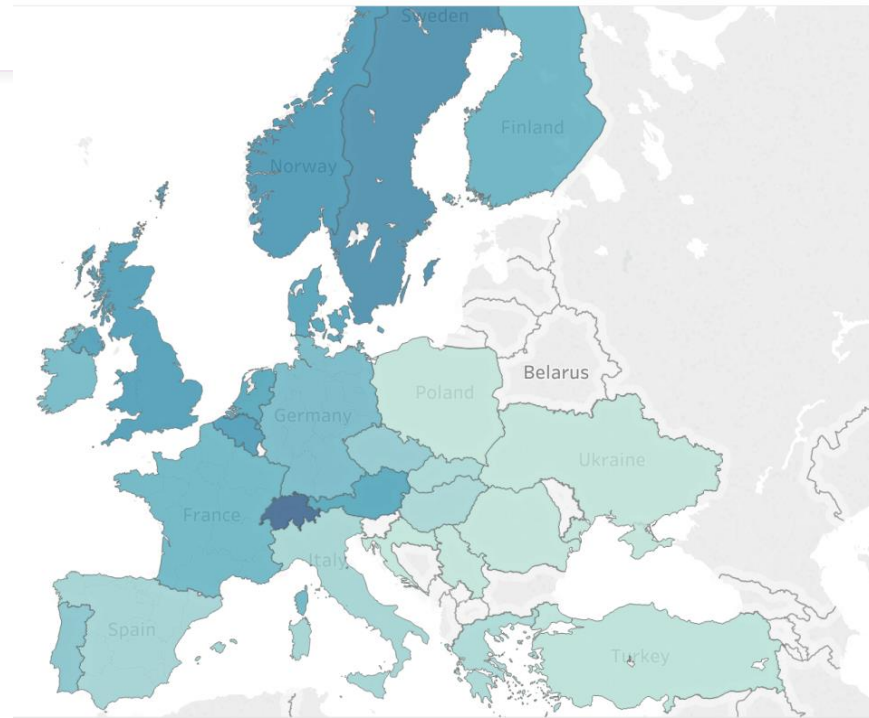 Sweden
Finland
Norway
Belarus
Poland
Germany
Ukraine
France
Italy
Spain
Turkey